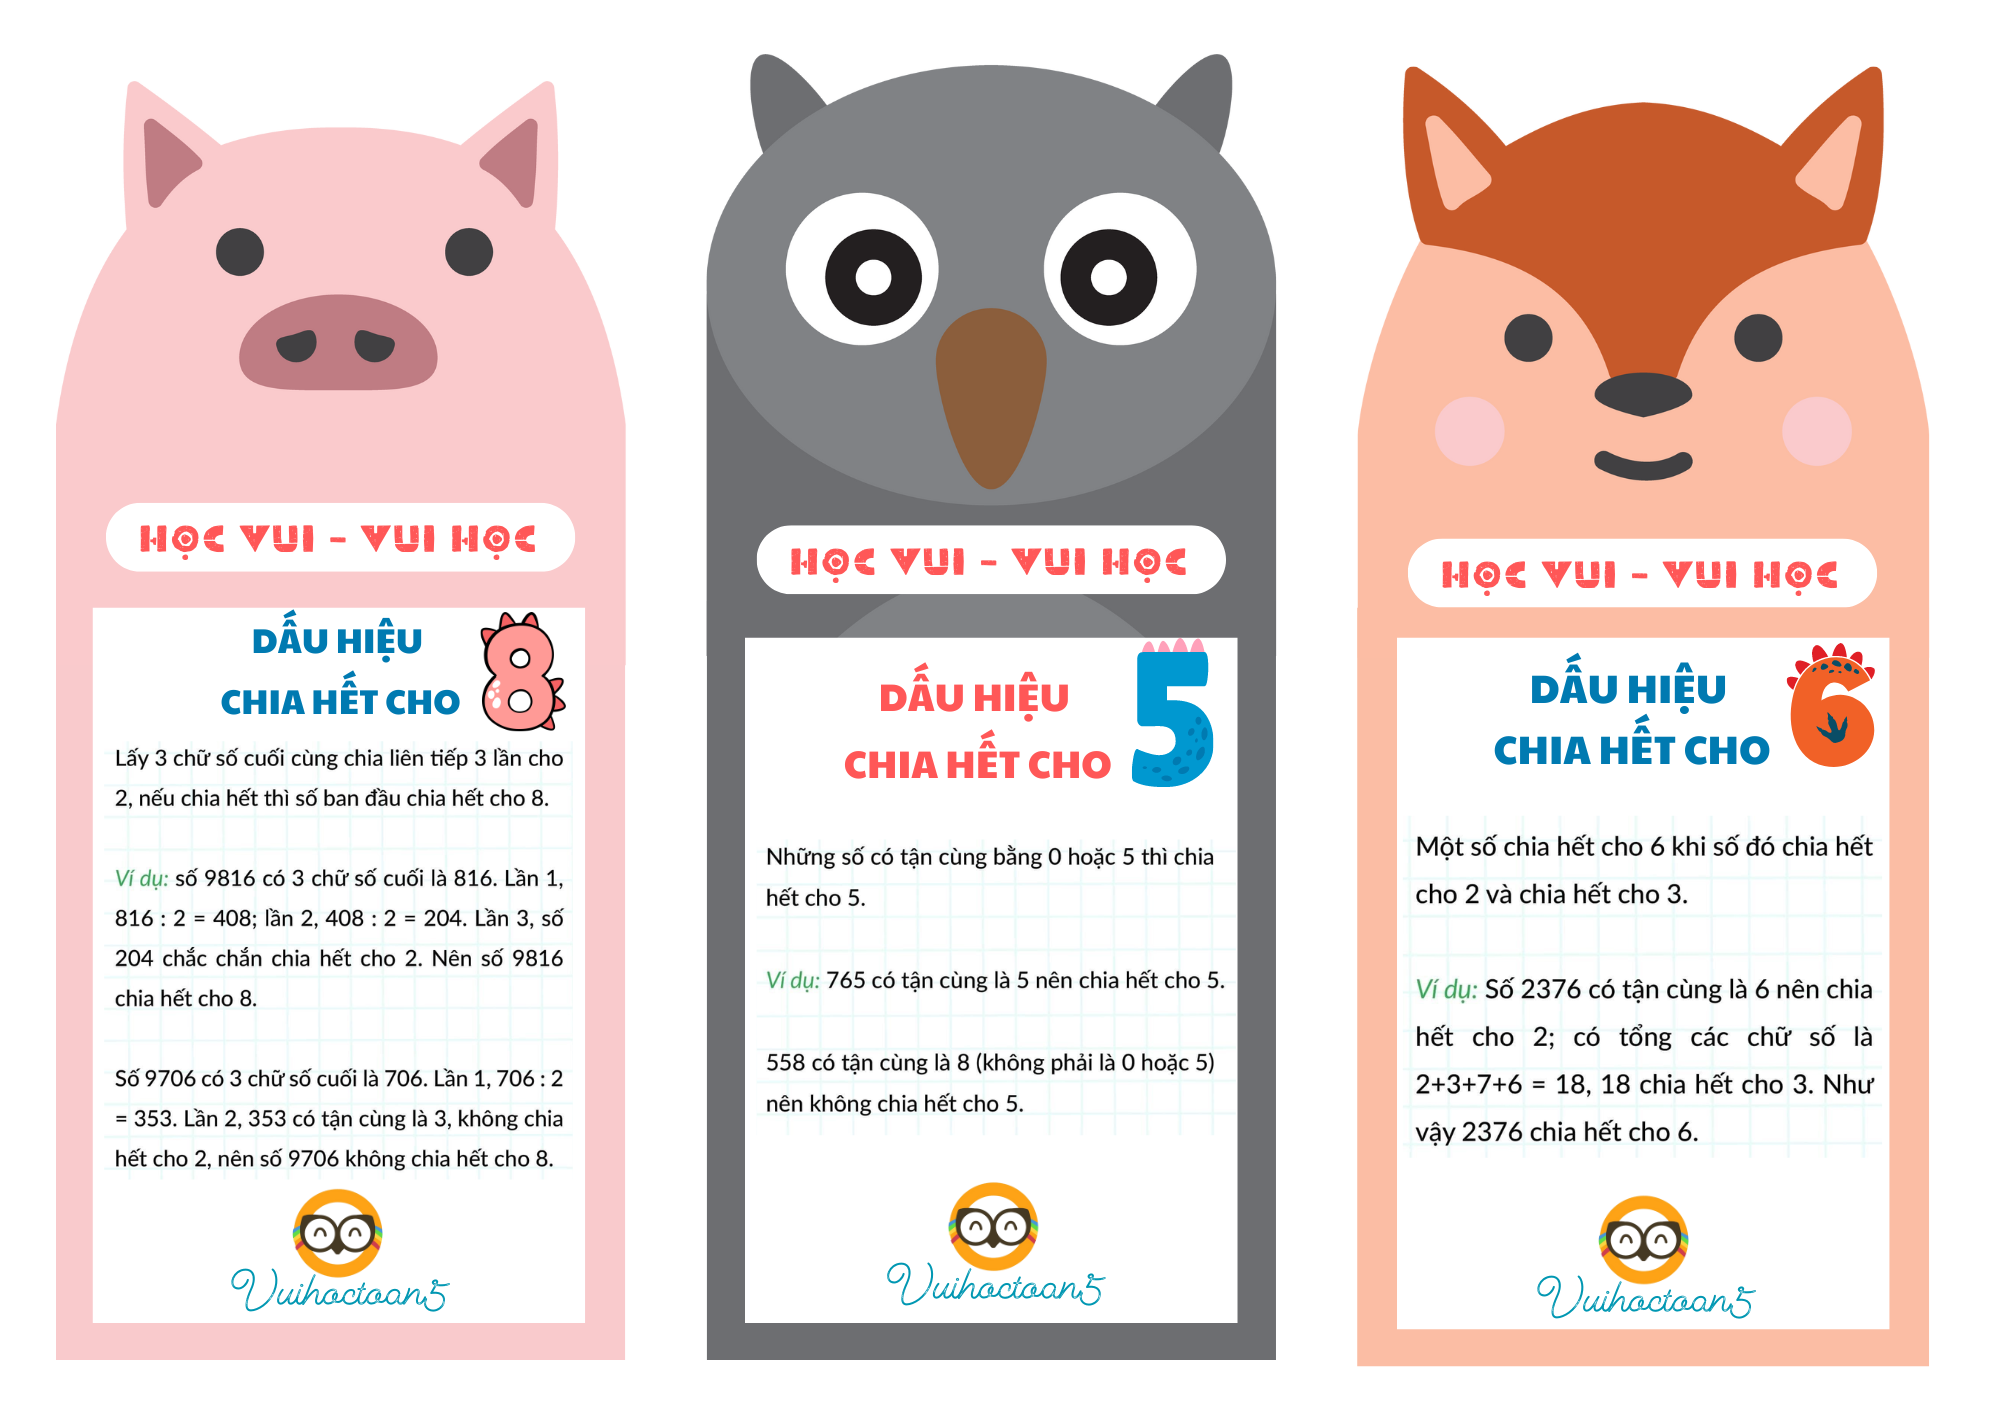 HỌC VUI - VUI HỌC
DẤU HIỆU
CHIA HẾT CHO 8
Lấy 3 chữ số cuối cùng chia liên tiếp 3 lần cho
2, nếu chia hết thì số ban đầu chia hết cho 8.
Ví dụ: số 9816 có 3 chữ số cuối là 816. Lần 1,
816 : 2 = 408; lần 2, 408 : 2 = 204. Lần 3, số
204 chắc chắn chia hết cho 2. Nên số 9816
chia hết cho 8.
Số 9706 có 3 chữ số cuối là 706. Lần 1, 706 : 2
= 353. Lần 2, 353 có tận cùng là 3, không chia
hết cho 2, nên số 9706 không chia hết cho 8.
Vuihoctoan5
HỌC VUI - VUI HỌC
DẤU HIỆU
CHIA HẾT CHO 5
Những số có tận cùng bằng 0 hoặc 5 thì chia
hết cho 5.
Ví dụ: 765 có tận cùng là 5 nên chia hết cho 5.
558 có tận cùng là 8 (không phải là 0 hoặc 5)
nên không chia hết cho 5.
Vuihoctoan5
HỌC VUI - VUI HỌC
DẤU HIỆU
CHIA HẾT CHO 6
Một số chia hết cho 6 khi số đó chia hết
cho 2 và chia hết cho 3.
Ví dụ: Số 2376 có tận cùng là 6 nên chia
hết cho 2; có tổng các chữ số là
2+3+7+6 = 18, 18 chia hết cho 3. Như
vậy 2376 chia hết cho 6.
Vuihoctoan5